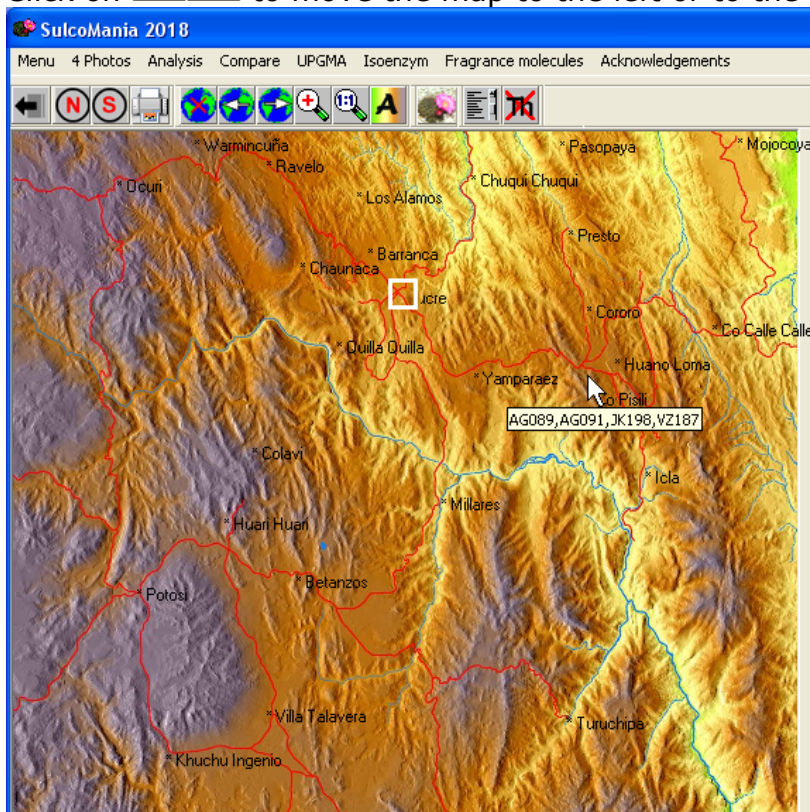 SulcoMania 2018
Menu 4 Photos Analysis Compare UPGMA Isoenzym Fragrance molecules Acknowledgements
N S 1:1 A
* Warmincuña
* Pasopaya
* Mojocoya
* Ravelo
* Ocuri
* Chuqui Chuqui
* Los Alamos
* Presto
* Barranca
* Chaunaca
ucre
* Cororo
* Co Calle Calle
* Quilla Quilla
* Huano Loma
* Yamparaez
Co Pisili
AG089,AG091,JK198,VZ187
* Colavi
* Icla
* Millares
* Huari Huari
* Betanzos
* Potosi
* Villa Talavera
* Turuchipa
* Khuchu Ingenio